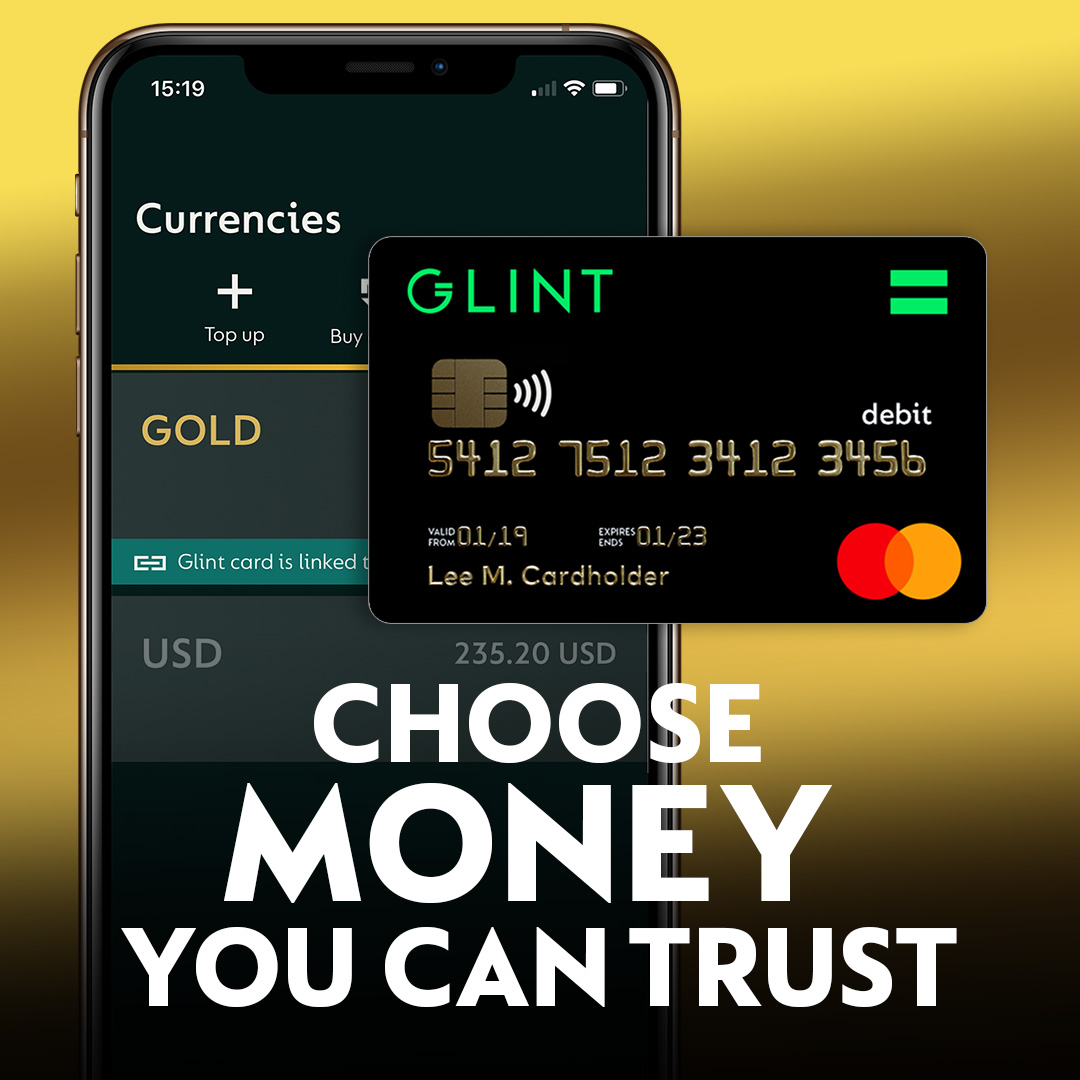 15:19
Currencies
Top up
Buy
GOLD
Glint card is linked
USD
235.20 USD
GLINT
debit
5412 7512 3412 3456
VALID FROM 01/19
EXPIRES ENDS 01/23
Lee M. Cardholder
CHOOSE
MONEY
YOU CAN TRUST